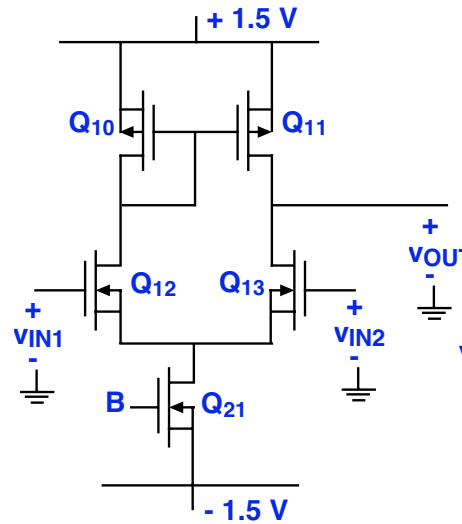 + 1.5 V
Q10 Q11
Q12 Q13
+ + +
vIN1 vIN2 vOUT
- - -
B Q21
- 1.5 V